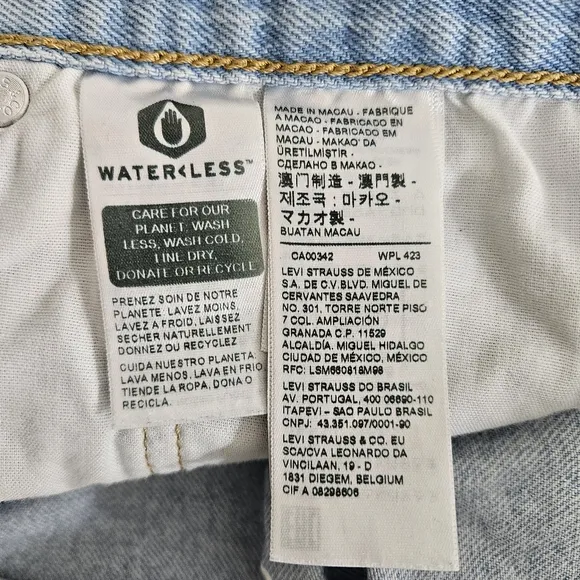 WATER<LESS™
CARE FOR OUR
PLANET: WASH
LESS, WASH COLD,
LINE DRY,
DONATE OR RECYCLE
PRENEZ SOIN DE NOTRE
PLANETE: LAVEZ MOINS,
LAVEZ A FROID, LAISSEZ
SECHER NATURELLEMENT
DONNEZ OU RECYCLEZ
CUIDA NUESTRO PLANETA:
LAVA MENOS, LAVA EN FRIO,
TIENDE LA ROPA, DONA O
RECICLA.
MADE IN MACAU - FABRIQUE
A MACAO - FABRICADO EN
MACAO - FABRICADO EM
MACAU - MAKAO' DA
ÜRETİLMİŞTİR -
СДЕЛАНО В МАКАО -
澳门制造 - 澳門製 -
제조국 : 마카오 -
マカオ製 -
BUATAN MACAU
CA00342 WPL 423
LEVI STRAUSS DE MÉXICO
S.A. DE C.V. BLVD. MIGUEL DE
CERVANTES SAAVEDRA
NO. 301, TORRE NORTE PISO
7 COL. AMPLIACIÓN
GRANADA C.P. 11529
ALCALDÍA. MIGUEL HIDALGO
CIUDAD DE MÉXICO, MÉXICO
RFC: LSM660818M98
LEVI STRAUSS DO BRASIL
AV. PORTUGAL, 400 06690-110
ITAPEVI - SAO PAULO BRASIL
CNPJ: 43.351.097/0001-90
LEVI STRAUSS & CO. EU
SCA/CVA LEONARDO DA
VINCILAAN, 19 - D
1831 DIEGEM, BELGIUM
CIF A 08298606